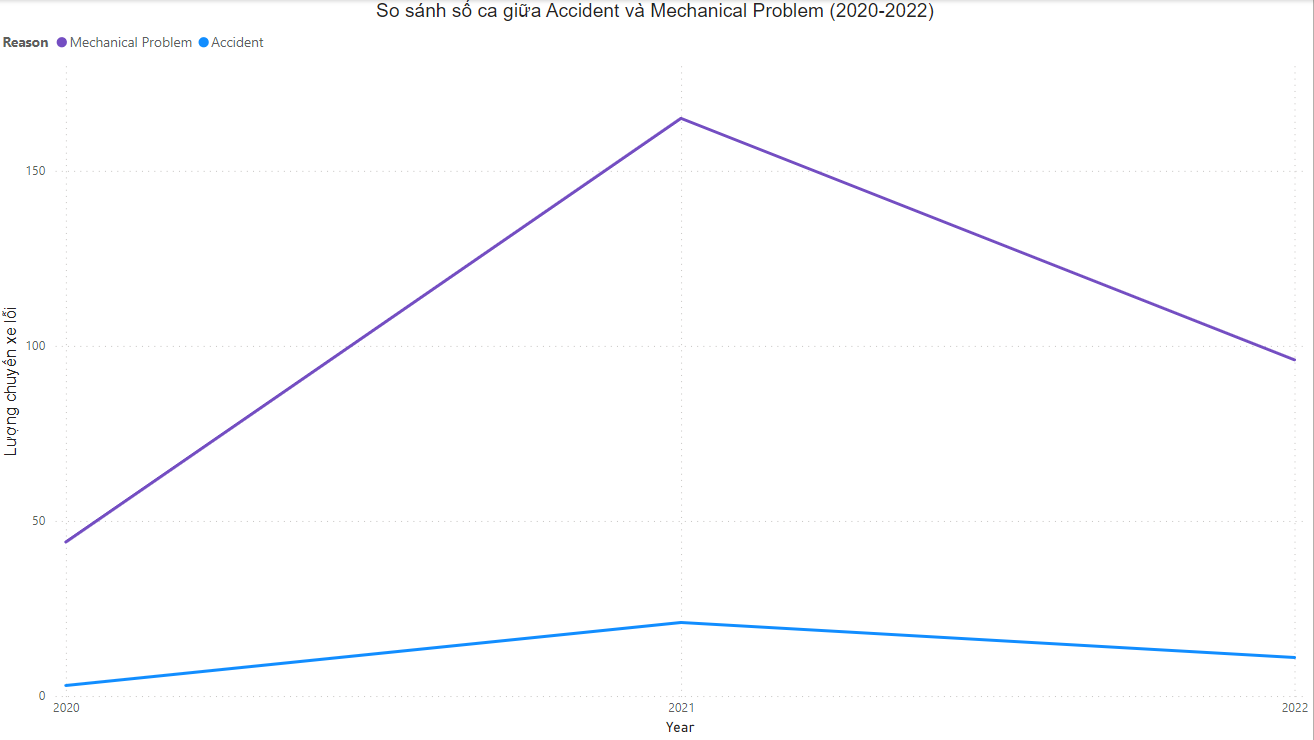 So sánh số ca giữa Accident và Mechanical Problem (2020-2022)
Reason Mechanical Problem Accident
Lượng chuyến xe lỗi
150
100
50
0
2020 2021 2022
Year